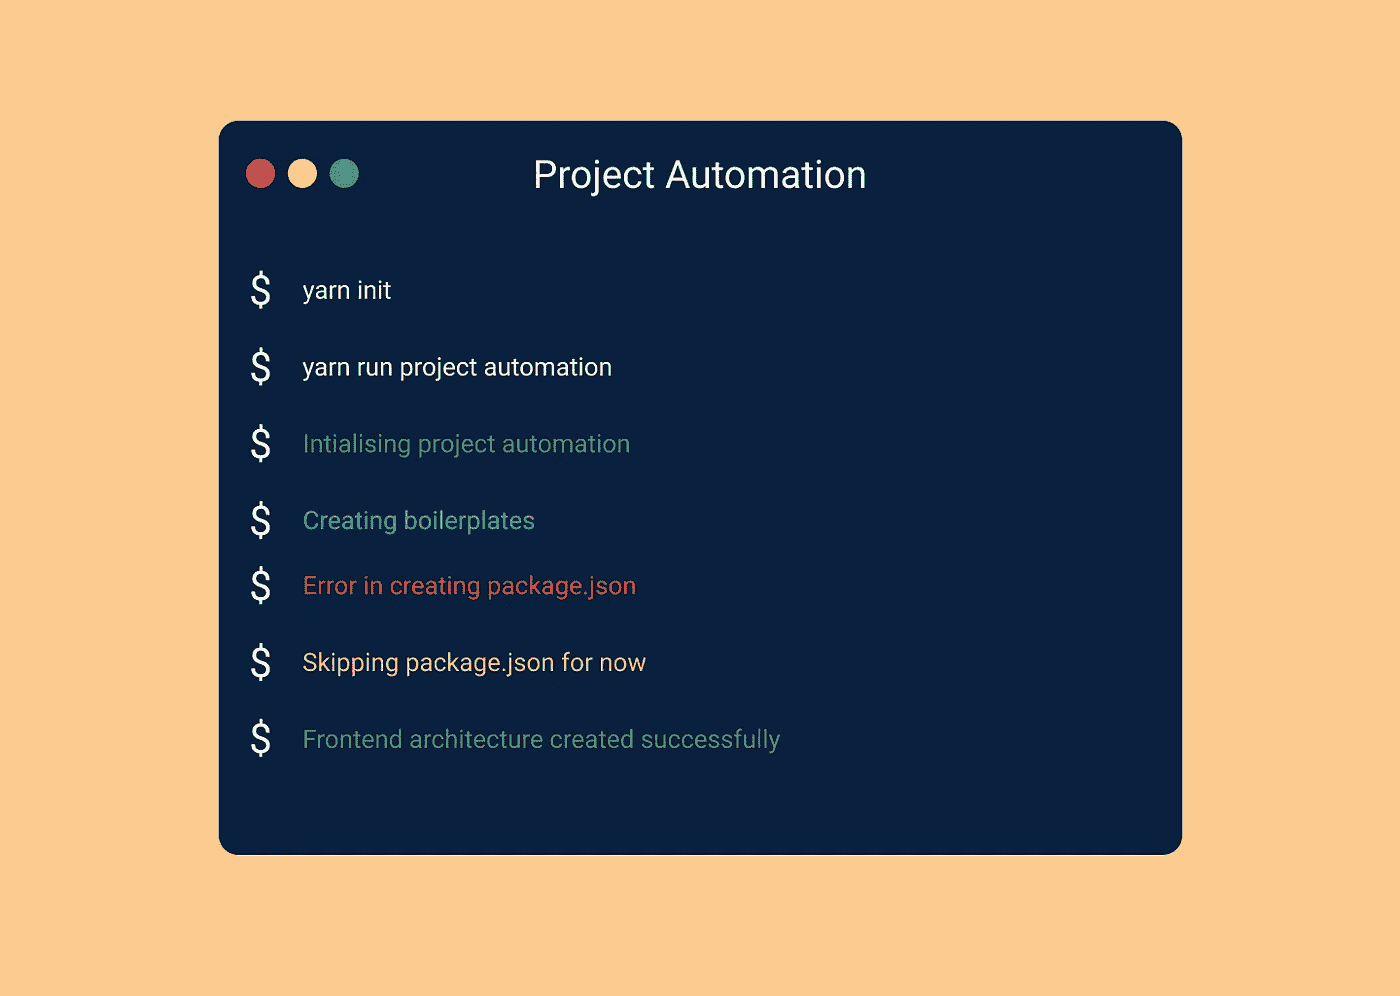 Project Automation
$ yarn init
$ yarn run project automation
$ Intialising project automation
$ Creating boilerplates
$ Error in creating package.json
$ Skipping package.json for now
$ Frontend architecture created successfully